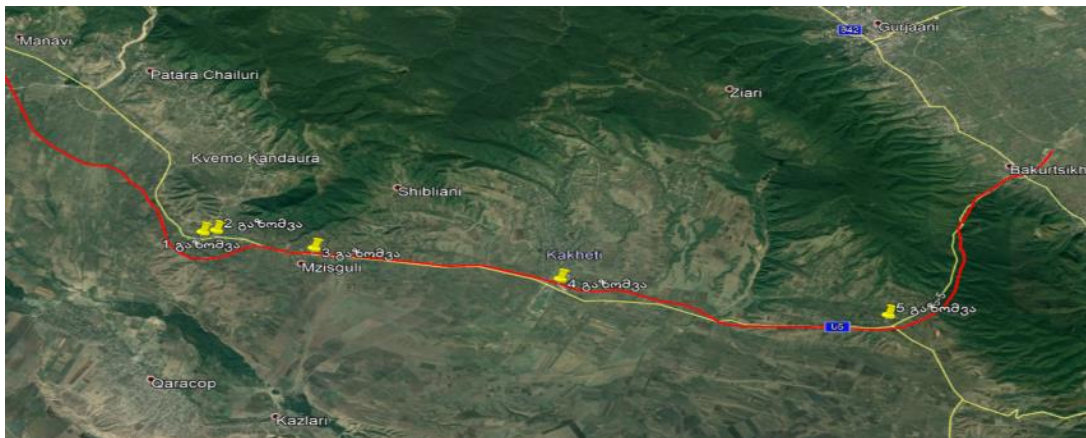 Manavi
Patara Chailuri
Kvemo Kandaura
Shibliani
Ziari
B42
Gurjaani
Bakurtsikh
1 გაზომვა
2 გაზომვა
3 გაზომვა
Mzisguli
Kakheti
4 გაზომვა
5 გაზომვა
Qaracop
Kazlari